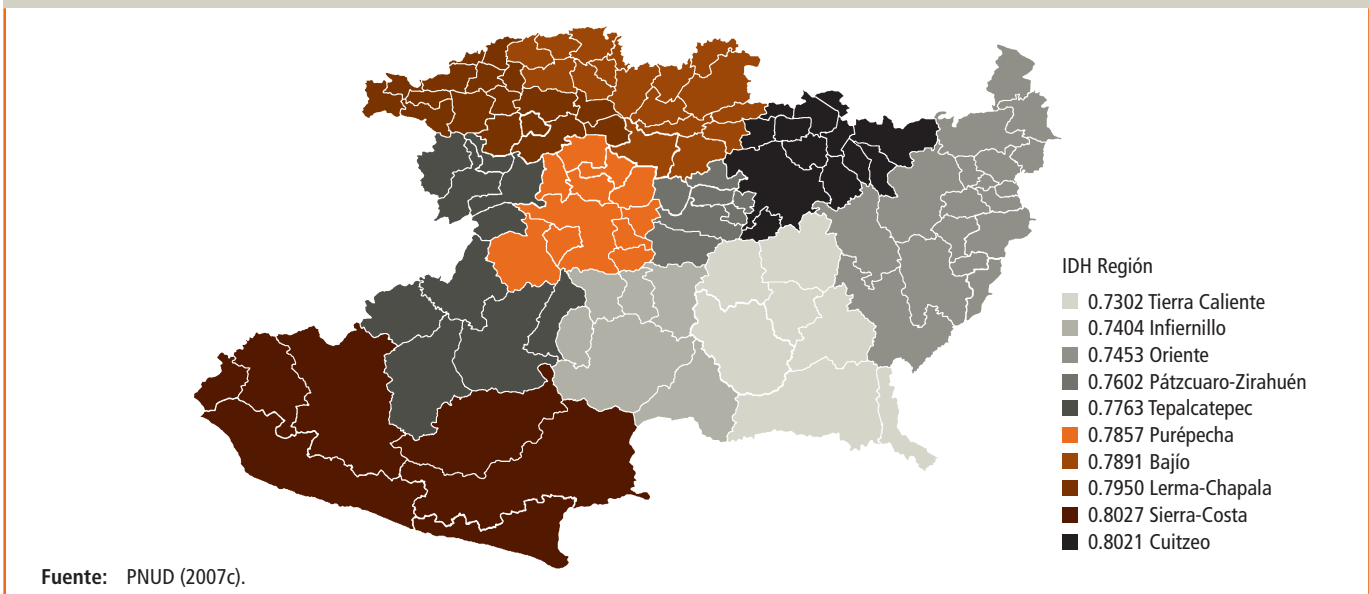 IDH Región
0.7302 Tierra Caliente
0.7404 Infiernillo
0.7453 Oriente
0.7602 Pátzcuaro-Zirahuén
0.7763 Tepalcatepec
0.7857 Purépecha
0.7891 Bajío
0.7950 Lerma-Chapala
0.8027 Sierra-Costa
0.8021 Cuitzeo
Fuente: PNUD (2007c).